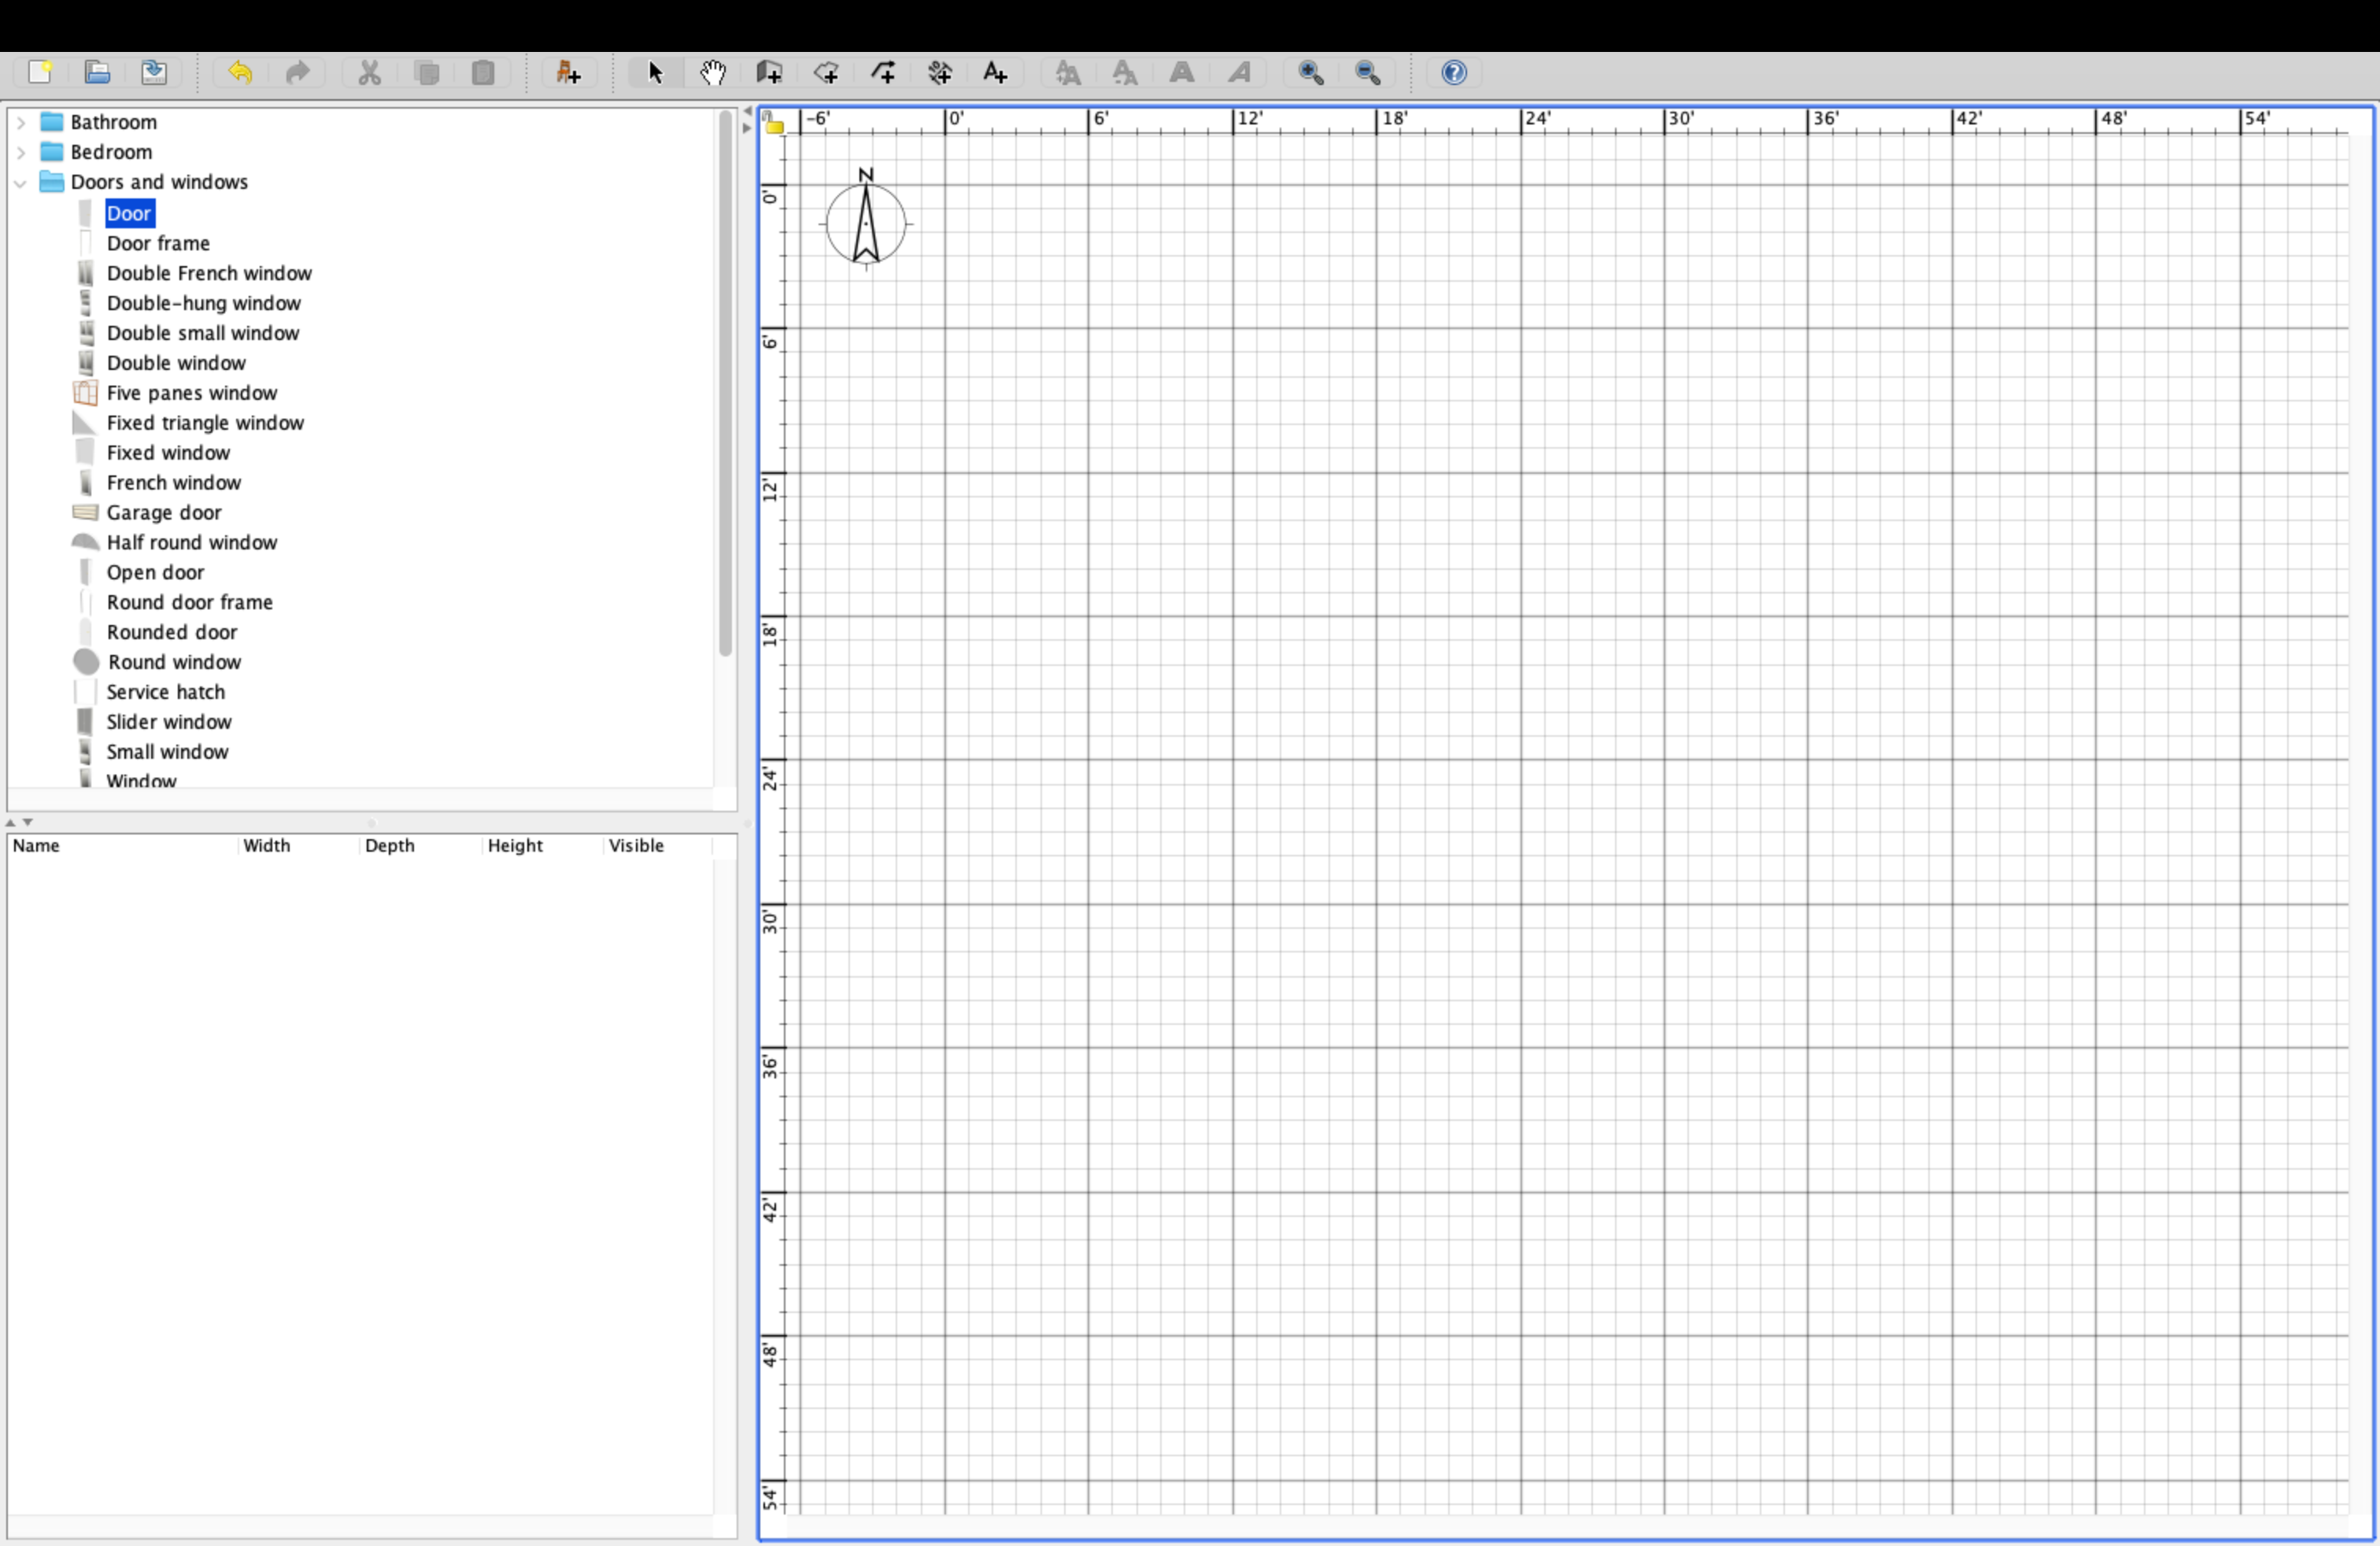 Bathroom
Bedroom
Doors and windows
Door
Door frame
Double French window
Double-hung window
Double small window
Double window
Five panes window
Fixed triangle window
Fixed window
French window
Garage door
Half round window
Open door
Round door frame
Rounded door
Round window
Service hatch
Slider window
Small window
Window
Name Width Depth Height Visible
-6' 0' 6' 12' 18' 24' 30' 36' 42' 48' 54'
N
0'
6'
12'
18'
24'
30'
36'
42'
48'
54'